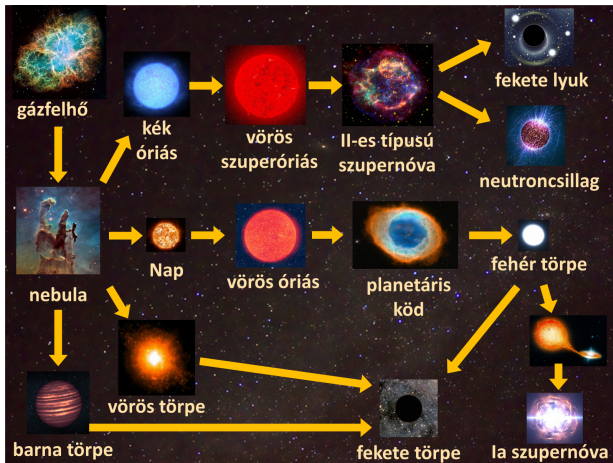 gázfelhő
kék
óriás
vörös
szuperóriás
II-es típusú
szupernóva
fekete lyuk
neutroncsillag
nebula
Nap
vörös óriás
planetáris
köd
fehér törpe
vörös törpe
barna törpe
fekete törpe
Ia szupernóva